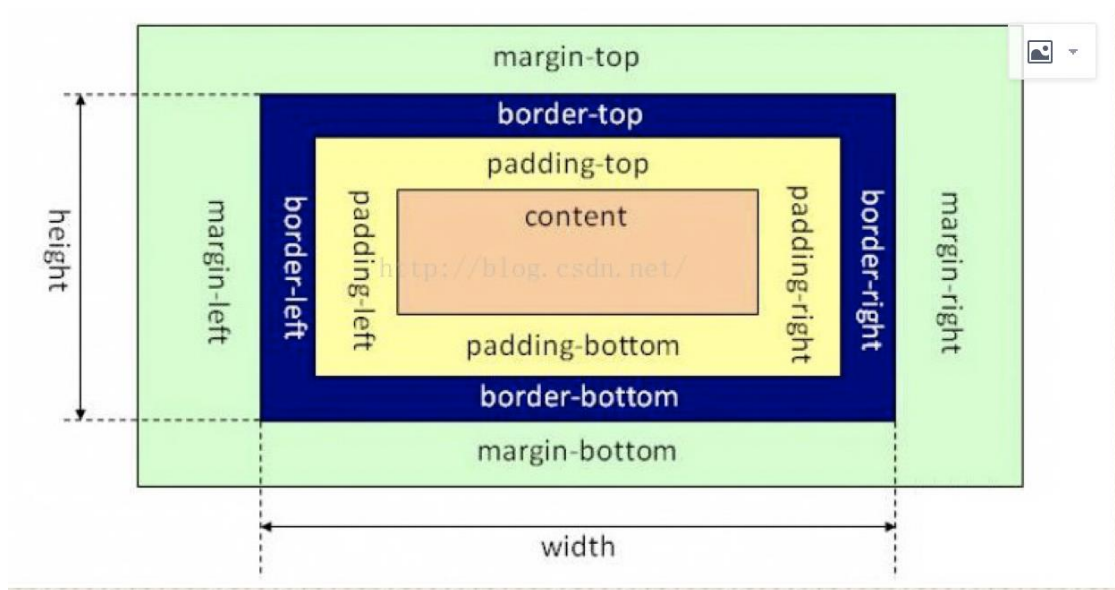 margin-top
border-top
padding-top
content
height
margin-left
border-left
padding-left
http://blog.csdn.net/
padding-right
border-right
margin-right
padding-bottom
border-bottom
margin-bottom
width